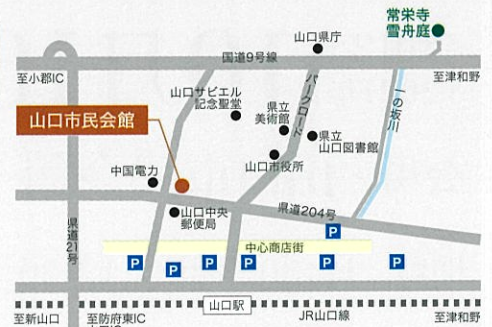 常栄寺
雪舟庭
山口県庁
国道9号線
至小郡IC
至津和野
山口サビエル
記念聖堂
パークロード
県立
美術館
一の坂川
県立
山口図書館
山口市民会館
山口市役所
中国電力
山口中央
郵便局
県道204号
県道21号
P
中心商店街
P
P
P
P
P
P
山口駅
至新山口
至防府東IC
JR山口線
至津和野